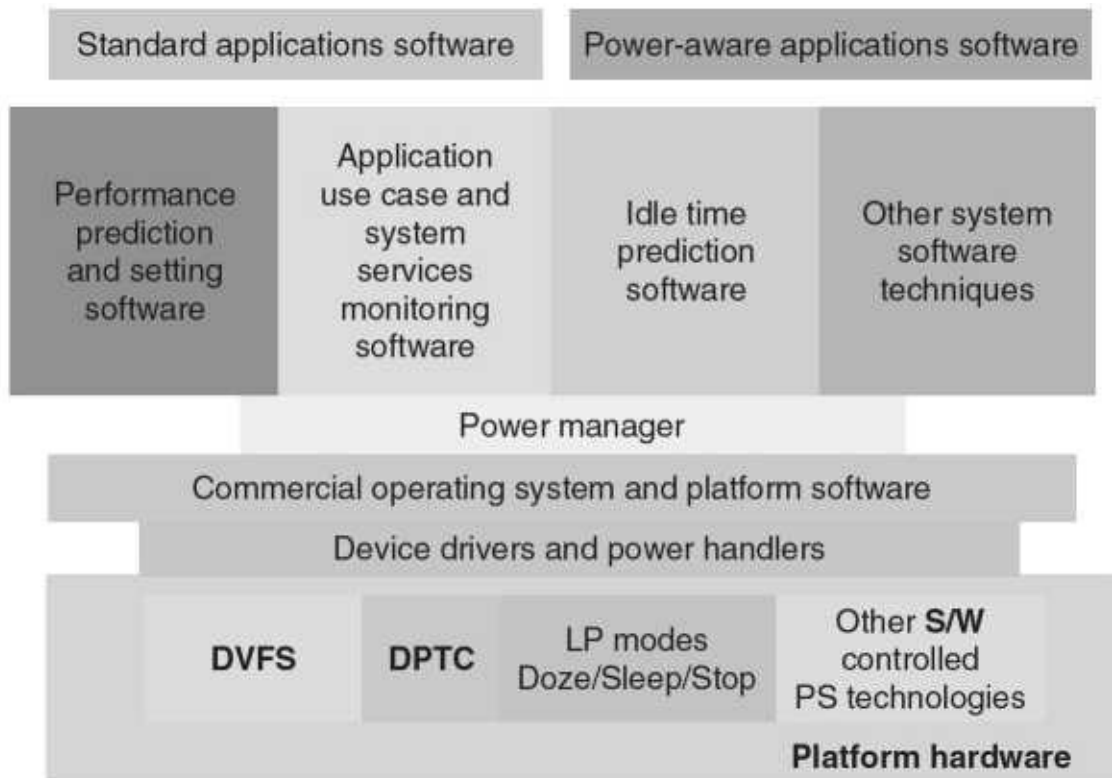 Standard applications software
Power-aware applications software
Performance
prediction
and setting
software
Application
use case and
system
services
monitoring
software
Idle time
prediction
software
Other system
software
techniques
Power manager
Commercial operating system and platform software
Device drivers and power handlers
DVFS
DPTC
LP modes
Doze/Sleep/Stop
Other S/W
controlled
PS technologies
Platform hardware